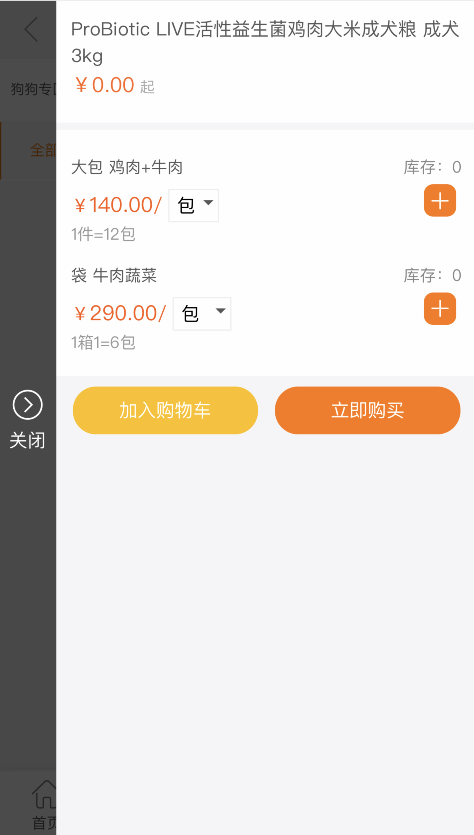 ProBiotic LIVE活性益生菌鸡肉大米成犬粮 成犬
3kg
￥0.00 起
狗狗专
全部
大包 鸡肉+牛肉 库存：0
￥140.00/ 包
1件=12包
袋 牛肉蔬菜 库存：0
￥290.00/ 包
1箱1=6包
加入购物车 立即购买
关闭
首页